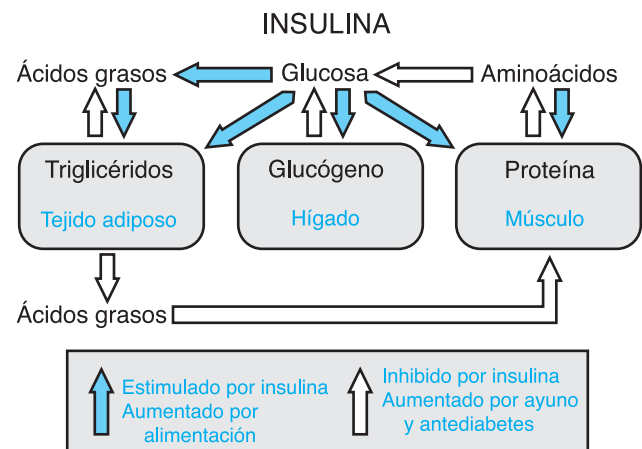 INSULINA
Ácidos grasos Glucosa Aminoácidos
Triglicéridos Glucógeno Proteína
Tejido adiposo Hígado Músculo
Ácidos grasos
Estimulado por insulina
Aumentado por
alimentación
Inhibido por insulina
Aumentado por ayuno
y antediabetes